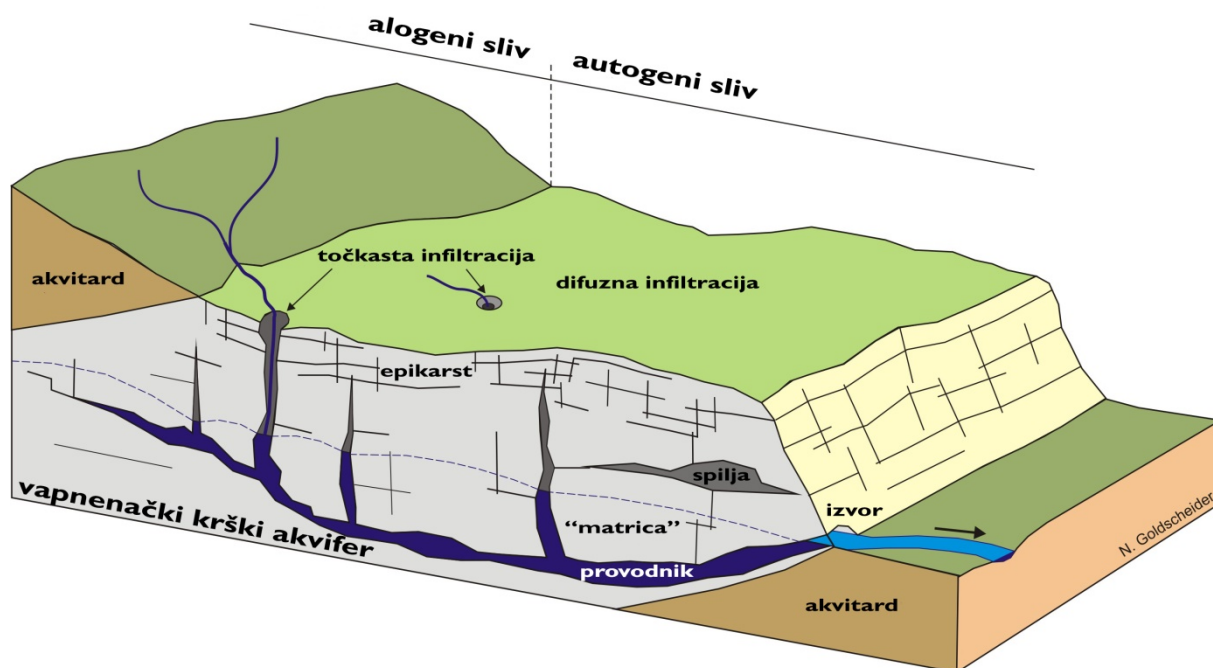 alogeni sliv
autogeni sliv
akvitard
točkasta infiltracija
difuzna infiltracija
epikarst
spilja
izvor
"matrica"
vapnenački krški akvifer
provodnik
akvitard
N. Goldscheider